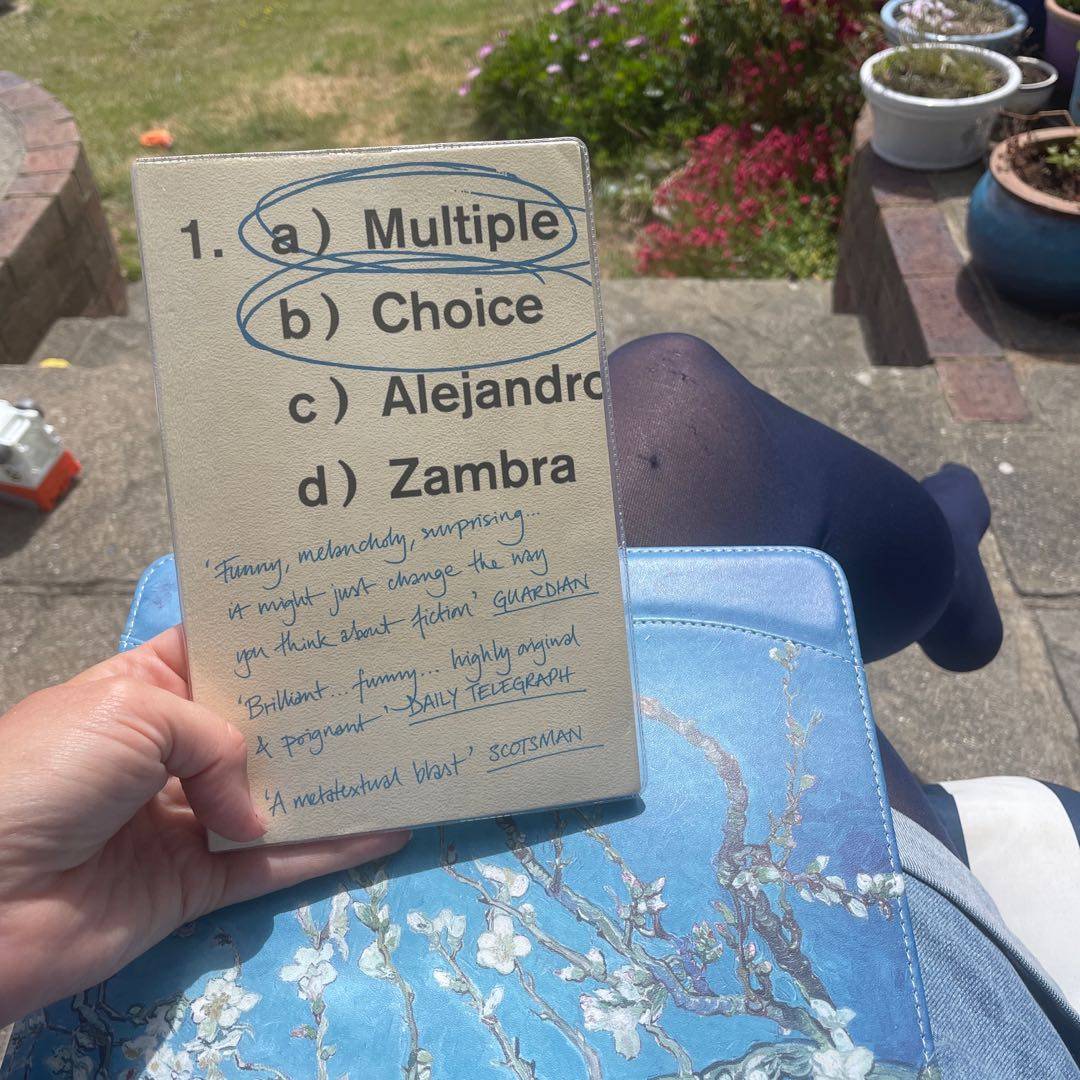 1. a) Multiple
b) Choice
c) Alejandro
d) Zambra
'Funny, melancholy, surprising...
it might just change the way
you think about fiction' GUARDIAN
'Brilliant... funny... highly original
& poignant' DAILY TELEGRAPH
'A metatextual blast' SCOTSMAN